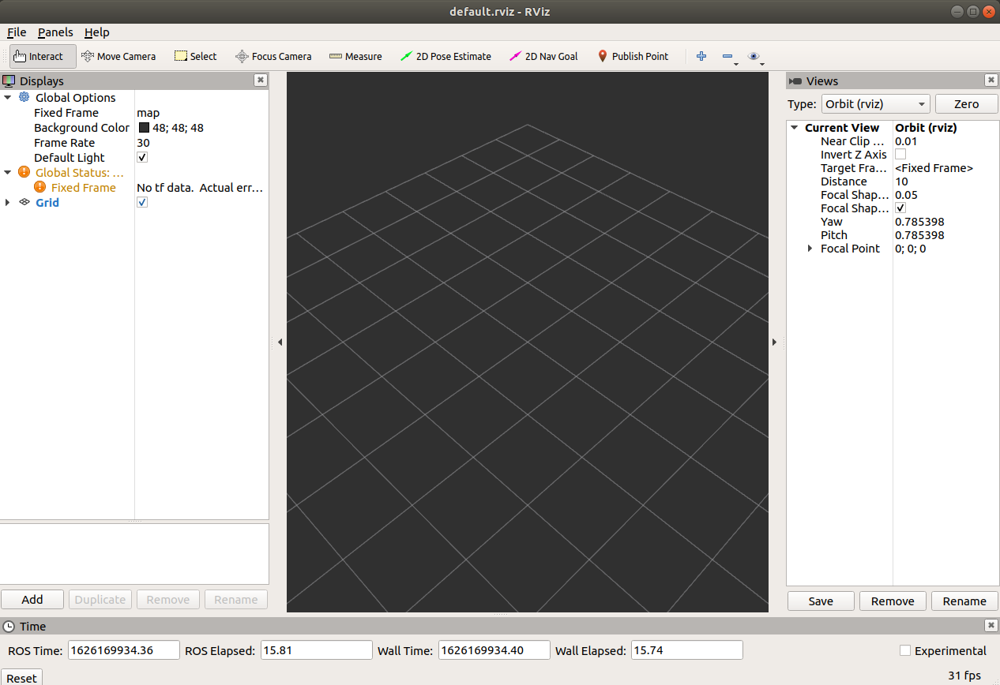 default.rviz - RViz
File Panels Help
Interact Move Camera Select Focus Camera Measure 2D Pose Estimate 2D Nav Goal Publish Point
Displays
Global Options
Fixed Frame map
Background Color 48; 48; 48
Frame Rate 30
Default Light
Global Status: ...
Fixed Frame No tf data.  Actual err...
Grid
Add Duplicate Remove Rename
Views
Type: Orbit (rviz) Zero
Current View Orbit (rviz)
Near Clip ... 0.01
Invert Z Axis
Target Fra... <Fixed Frame>
Distance 10
Focal Shap... 0.05
Focal Shap...
Yaw 0.785398
Pitch 0.785398
Focal Point 0; 0; 0
Save Remove Rename
Time
ROS Time: 1626169934.36 ROS Elapsed: 15.81 Wall Time: 1626169934.40 Wall Elapsed: 15.74 Experimental
Reset 31 fps